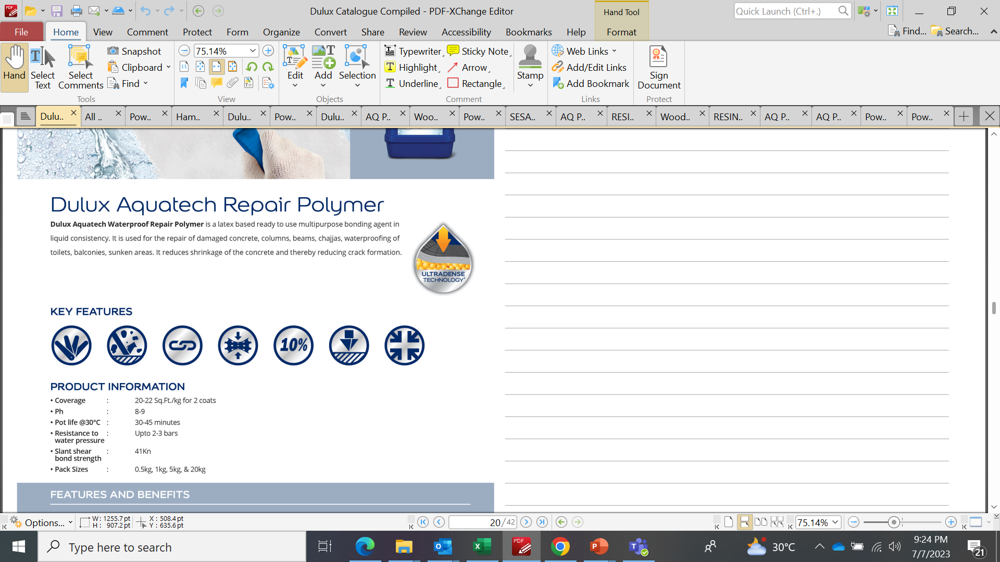 Dulux Catalogue Compiled - PDF-XChange Editor
Hand Tool
Quick Launch (Ctrl+.)
File
Home
View
Comment
Protect
Form
Organize
Convert
Share
Review
Accessibility
Bookmarks
Help
Format
Find...
Search...
Hand
Select Text
Select Comments
Snapshot
Clipboard
Find
Tools
75.14%
1:1
View
Edit
Add
Selection
Objects
Typewriter
Highlight
Underline
Sticky Note
Arrow
Rectangle
Stamp
Comment
Web Links
Add/Edit Links
Add Bookmark
Links
Sign Document
Protect
Dulu..
All ..
Pow..
Ham..
Dulu..
Pow..
Dulu..
AQ P..
Woo..
Pow..
SESA..
AQ P..
RESI..
Wood..
RESIN..
AQ P..
AQ P..
Pow..
Pow..
Dulux Aquatech Repair Polymer
Dulux Aquatech Waterproof Repair Polymer is a latex based ready to use multipurpose bonding agent in
liquid consistency. It is used for the repair of damaged concrete, columns, beams, chajjas, waterproofing of
toilets, balconies, sunken areas. It reduces shrinkage of the concrete and thereby reducing crack formation.
ULTRADENSE
TECHNOLOGY*
KEY FEATURES
10%
PRODUCT INFORMATION
• Coverage : 20-22 Sq.Ft./kg for 2 coats
• Ph : 8-9
• Pot life @30°C : 30-45 minutes
• Resistance to : Upto 2-3 bars
water pressure
• Slant shear : 41Kn
bond strength
• Pack Sizes : 0.5kg, 1kg, 5kg, & 20kg
FEATURES AND BENEFITS
Options...
W: 1255.7 pt
H: 907.2 pt
X: 508.4 pt
Y: 635.6 pt
20 / 42
75.14%
Type here to search
30°C
9:24 PM
7/7/2023
21